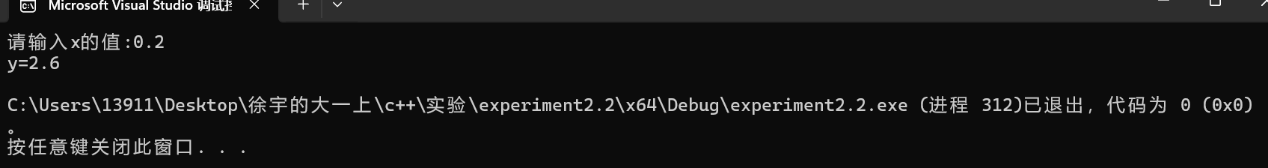 Microsoft Visual Studio 调试控
请输入x的值:0.2
y=2.6
C:\Users\13911\Desktop\徐宇的大一上\c++\实验\experiment2.2\x64\Debug\experiment2.2.exe (进程 312)已退出，代码为 0 (0x0)
。
按任意键关闭此窗口. . .